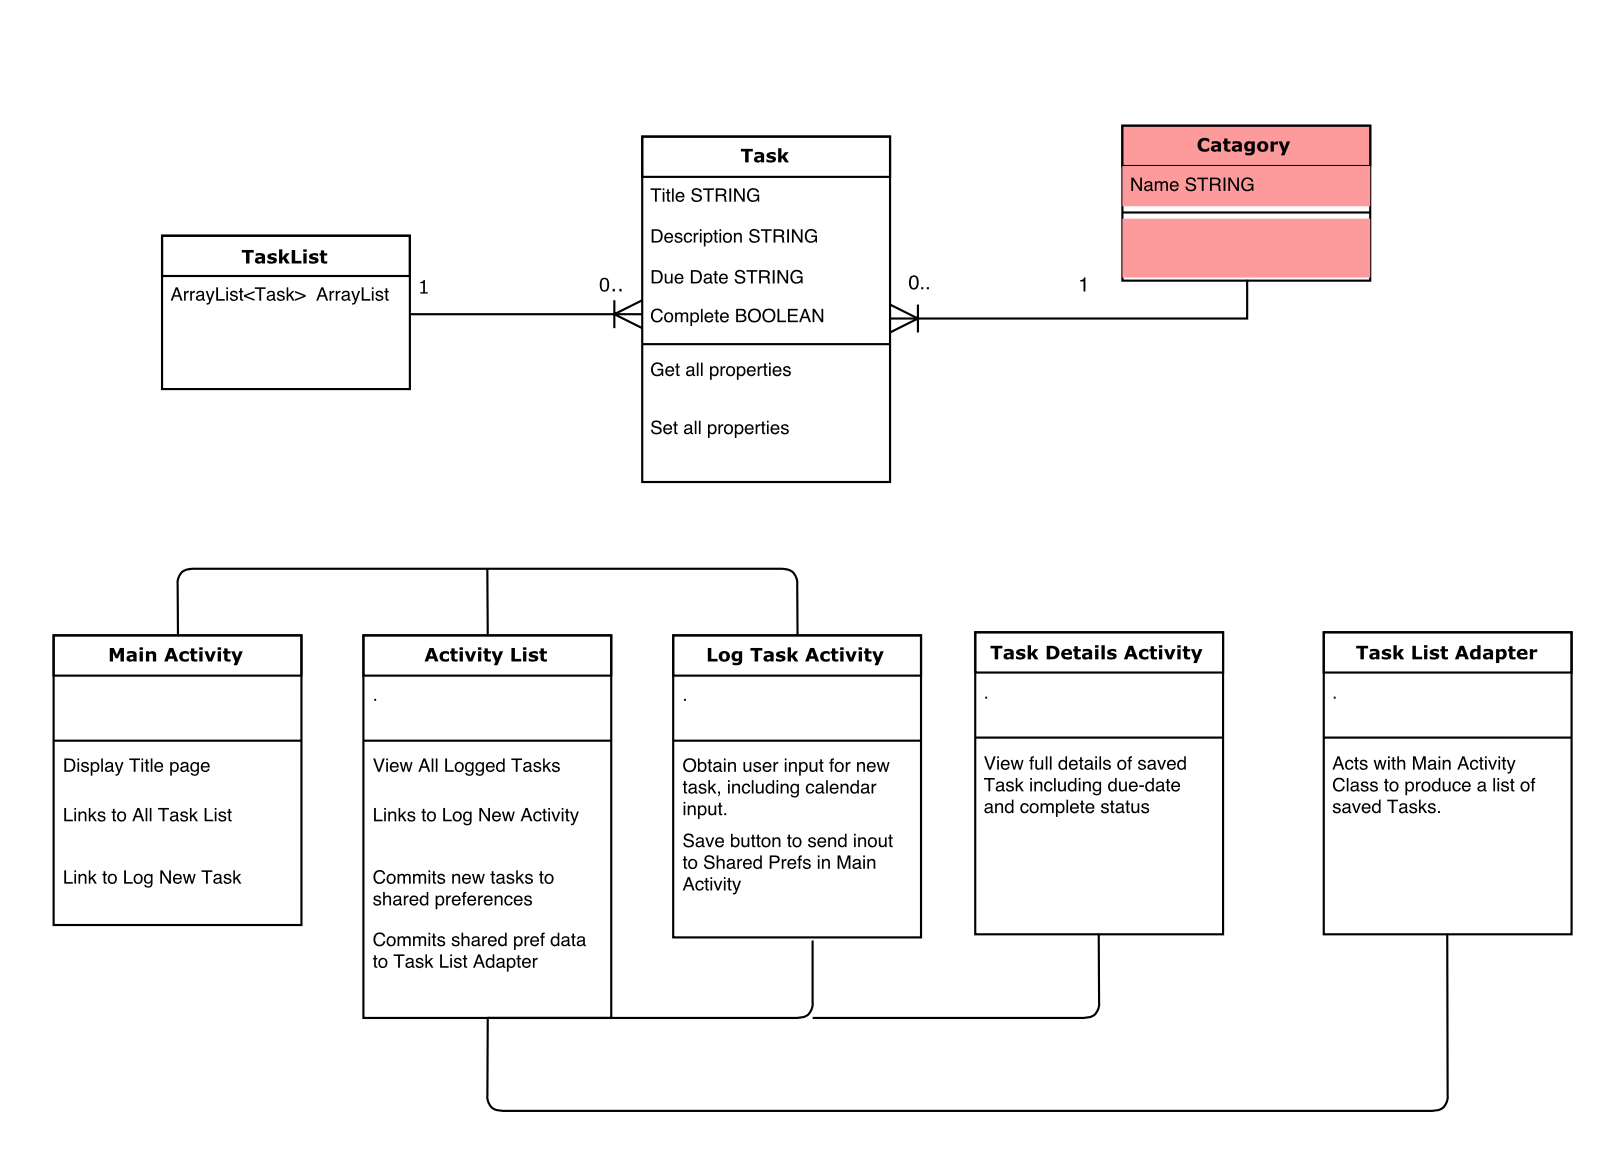 Catagory
Name STRING
Task
Title STRING
Description STRING
Due Date STRING
Complete BOOLEAN
Get all properties
Set all properties
TaskList
ArrayList<Task>  ArrayList
1
0..
0..
1
Main Activity
Display Title page
Links to All Task List
Link to Log New Task
Activity List
.
View All Logged Tasks
Links to Log New Activity
Commits new tasks to
shared preferences
Commits shared pref data
to Task List Adapter
Log Task Activity
.
Obtain user input for new
task, including calendar
input.
Save button to send inout
to Shared Prefs in Main
Activity
Task Details Activity
.
View full details of saved
Task including due-date
and complete status
Task List Adapter
.
Acts with Main Activity
Class to produce a list of
saved Tasks.